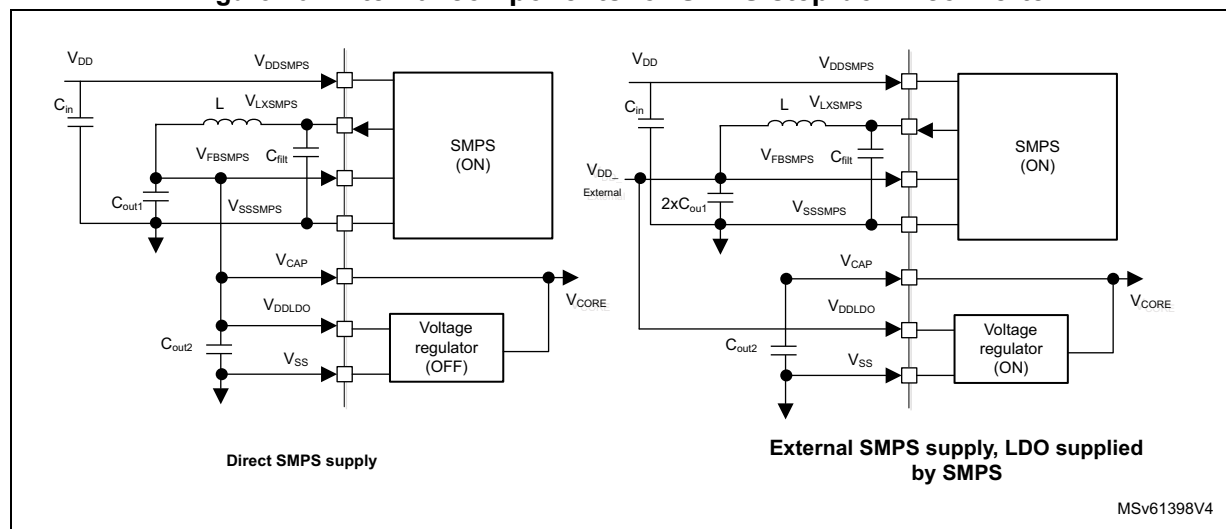 VDD
VDDSMPS
Cin
L
VLXSMPS
SMPS
(ON)
VFBSMPS
Cfilt
Cout1
VSSSMPS
VCAP
VCORE
VDDLDO
Voltage
regulator
(OFF)
Cout2
VSS
Direct SMPS supply
VDD
VDDSMPS
Cin
L
VLXSMPS
SMPS
(ON)
VFBSMPS
Cfilt
VDD_
External
2xCou1
VSSSMPS
VCAP
VCORE
VDDLDO
Voltage
regulator
(ON)
Cout2
VSS
External SMPS supply, LDO supplied
by SMPS
MSv61398V4